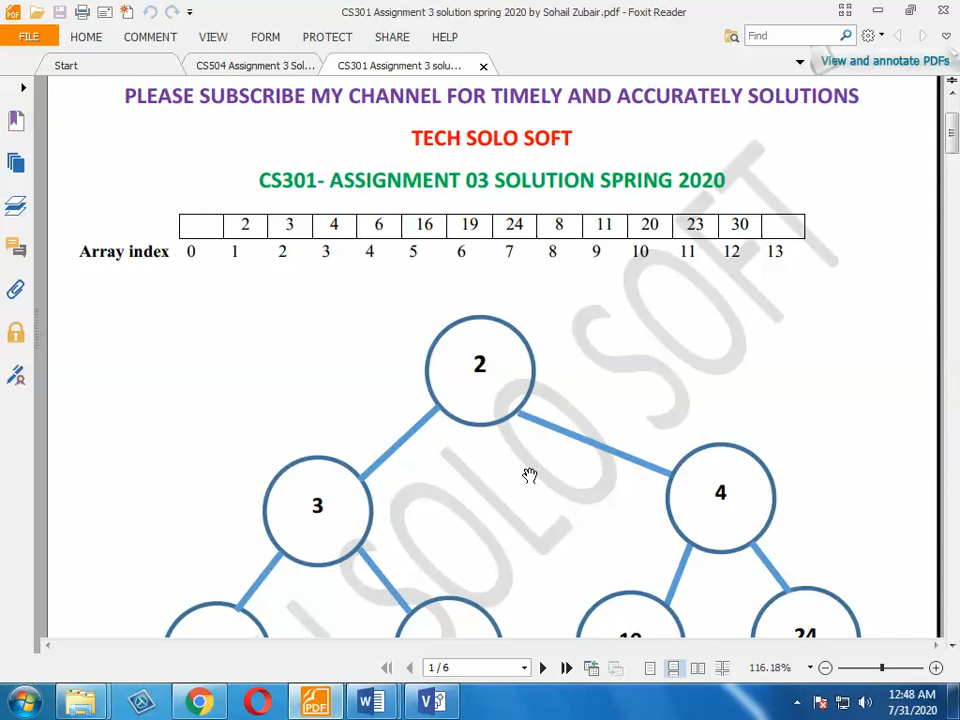 CS301 Assignment 3 solution spring 2020 by Sohail Zubair.pdf - Foxit Reader
FILE HOME COMMENT VIEW FORM PROTECT SHARE HELP
Find
Start CS504 Assignment 3 Sol... CS301 Assignment 3 solu...
View and annotate PDFs
PLEASE SUBSCRIBE MY CHANNEL FOR TIMELY AND ACCURATELY SOLUTIONS
TECH SOLO SOFT
CS301- ASSIGNMENT 03 SOLUTION SPRING 2020
2 3 4 6 16 19 24 8 11 20 23 30
Array index 0 1 2 3 4 5 6 7 8 9 10 11 12 13
2
3 4
19 24
SOLO SOFT
1 / 6
116.18%
12:48 AM
7/31/2020